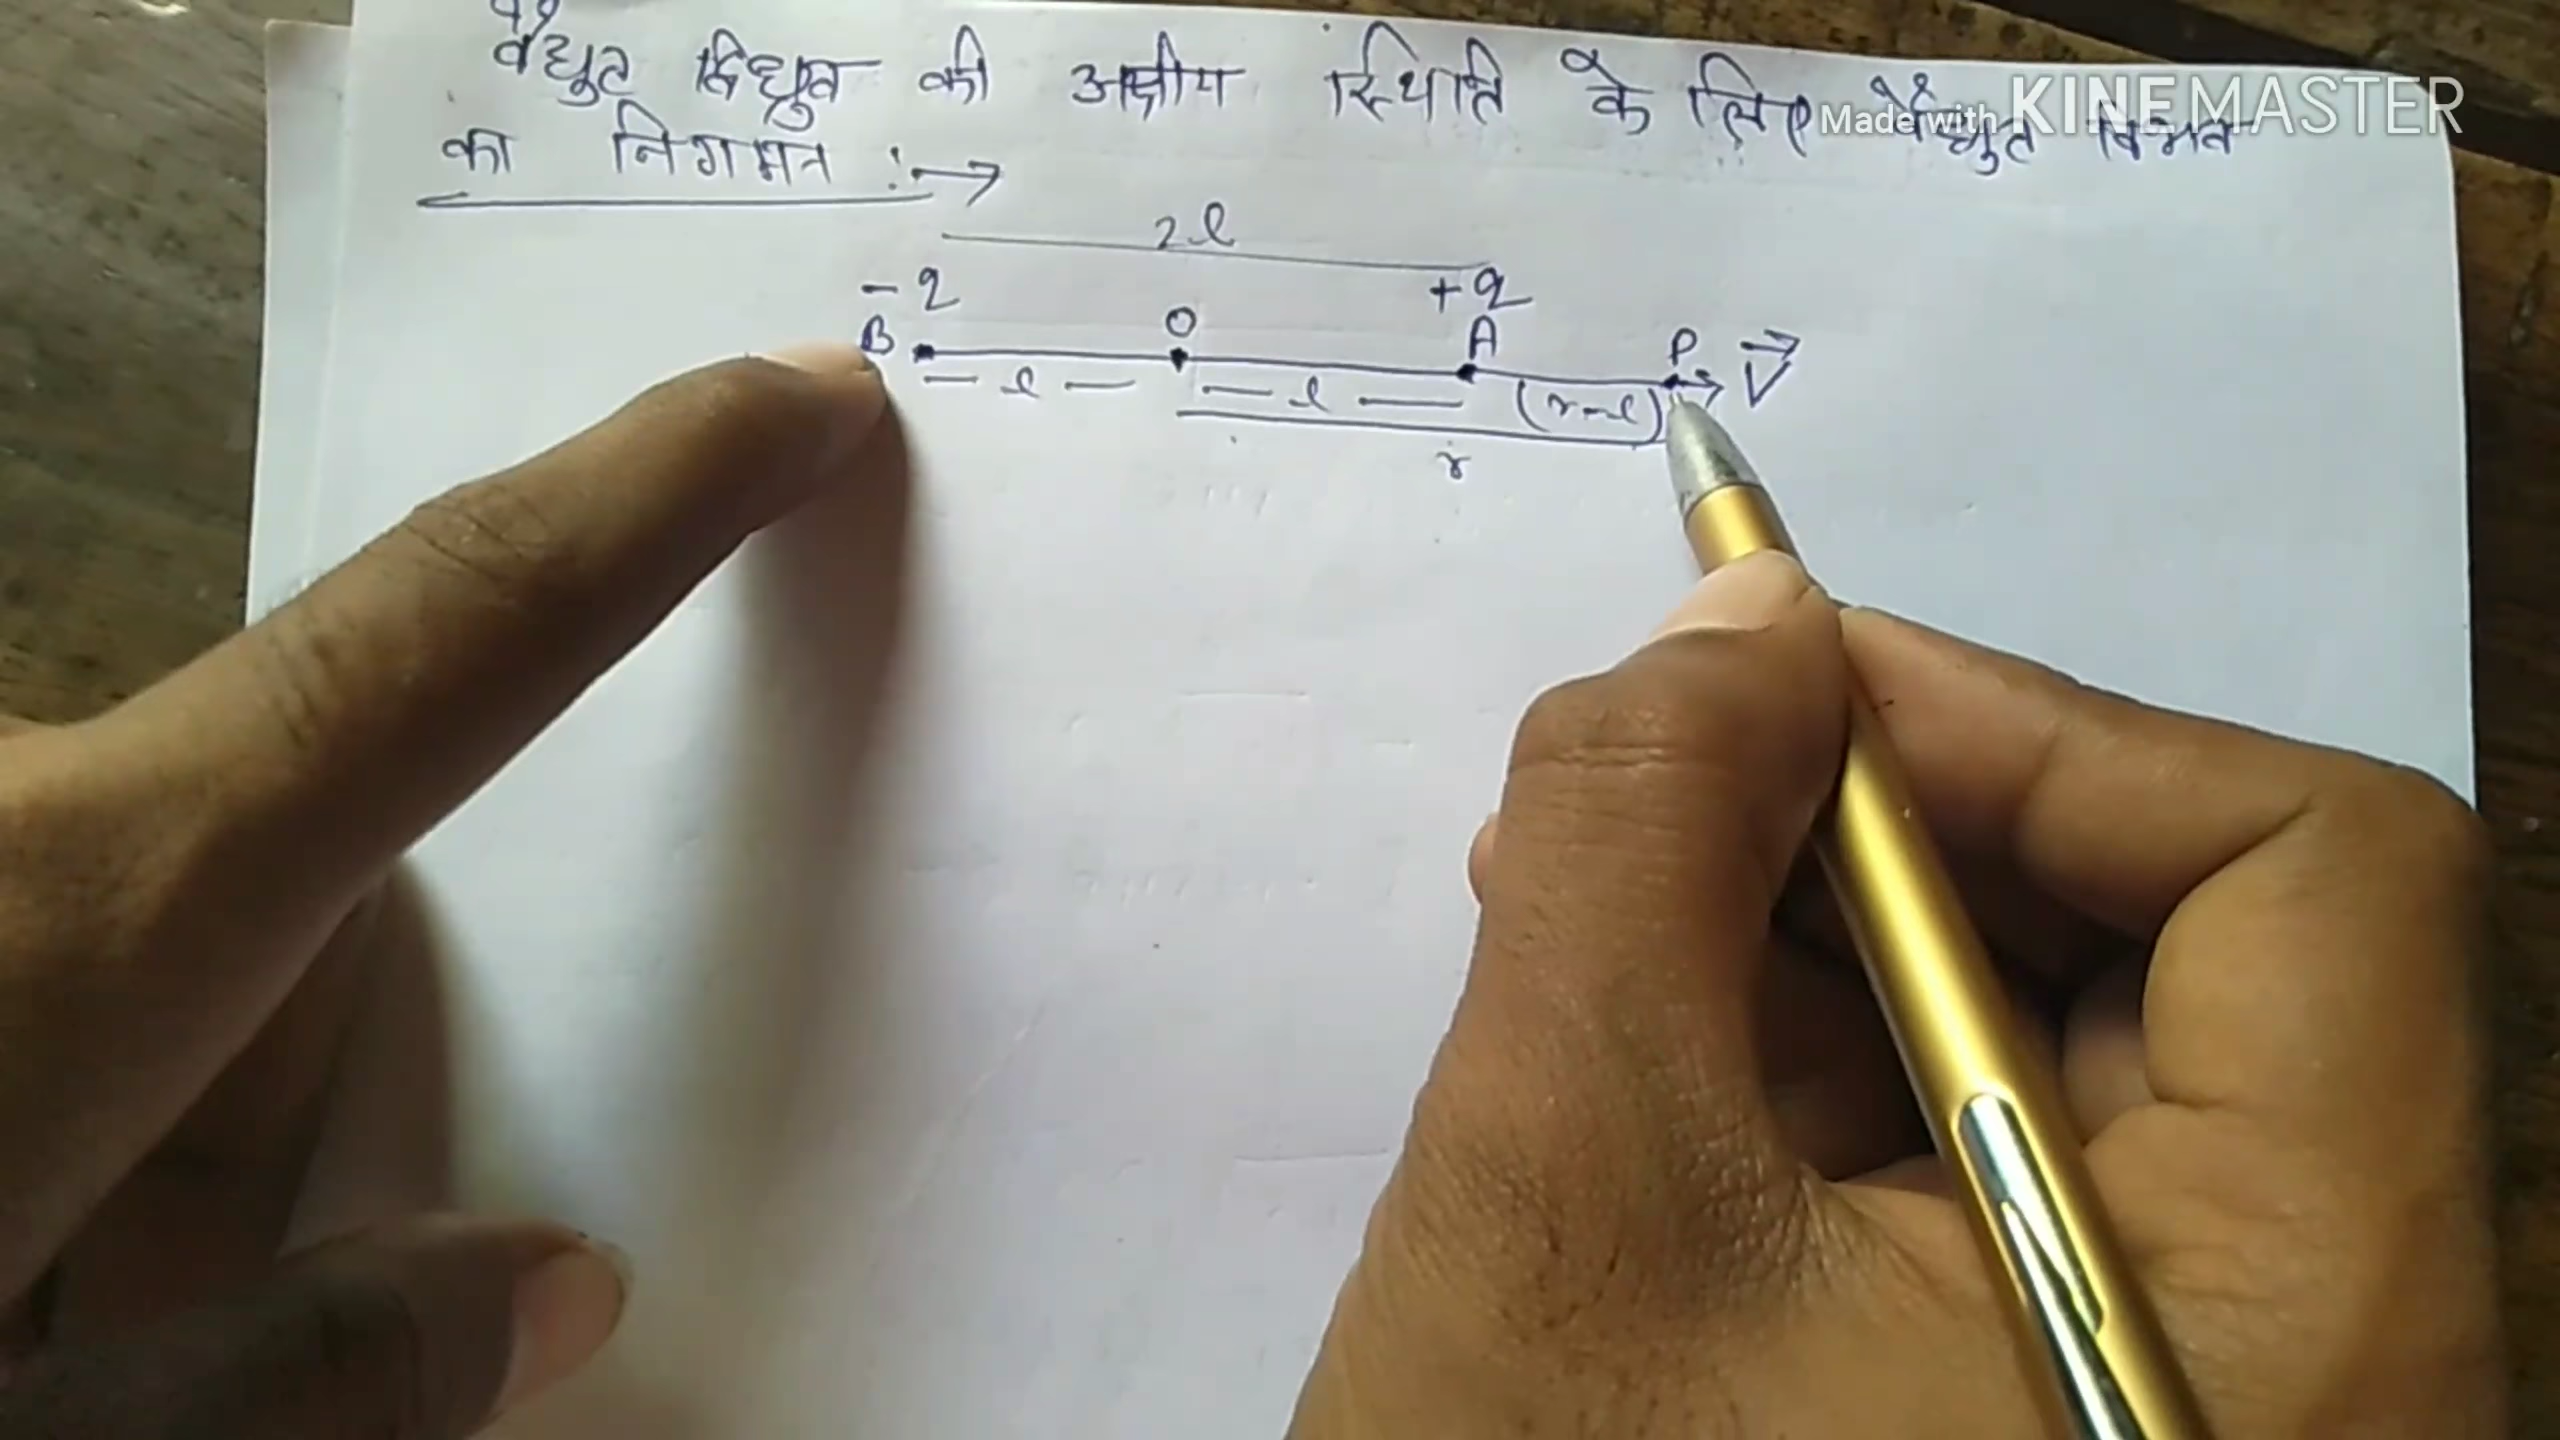 वैद्युत द्विध्रुव की अक्षीय स्थिति के लिए वैद्युत विभव
का निगमन :→
Made with KINEMASTER
2l
- q
+ q
B
O
A
P
V
l
l
(r-l)
r